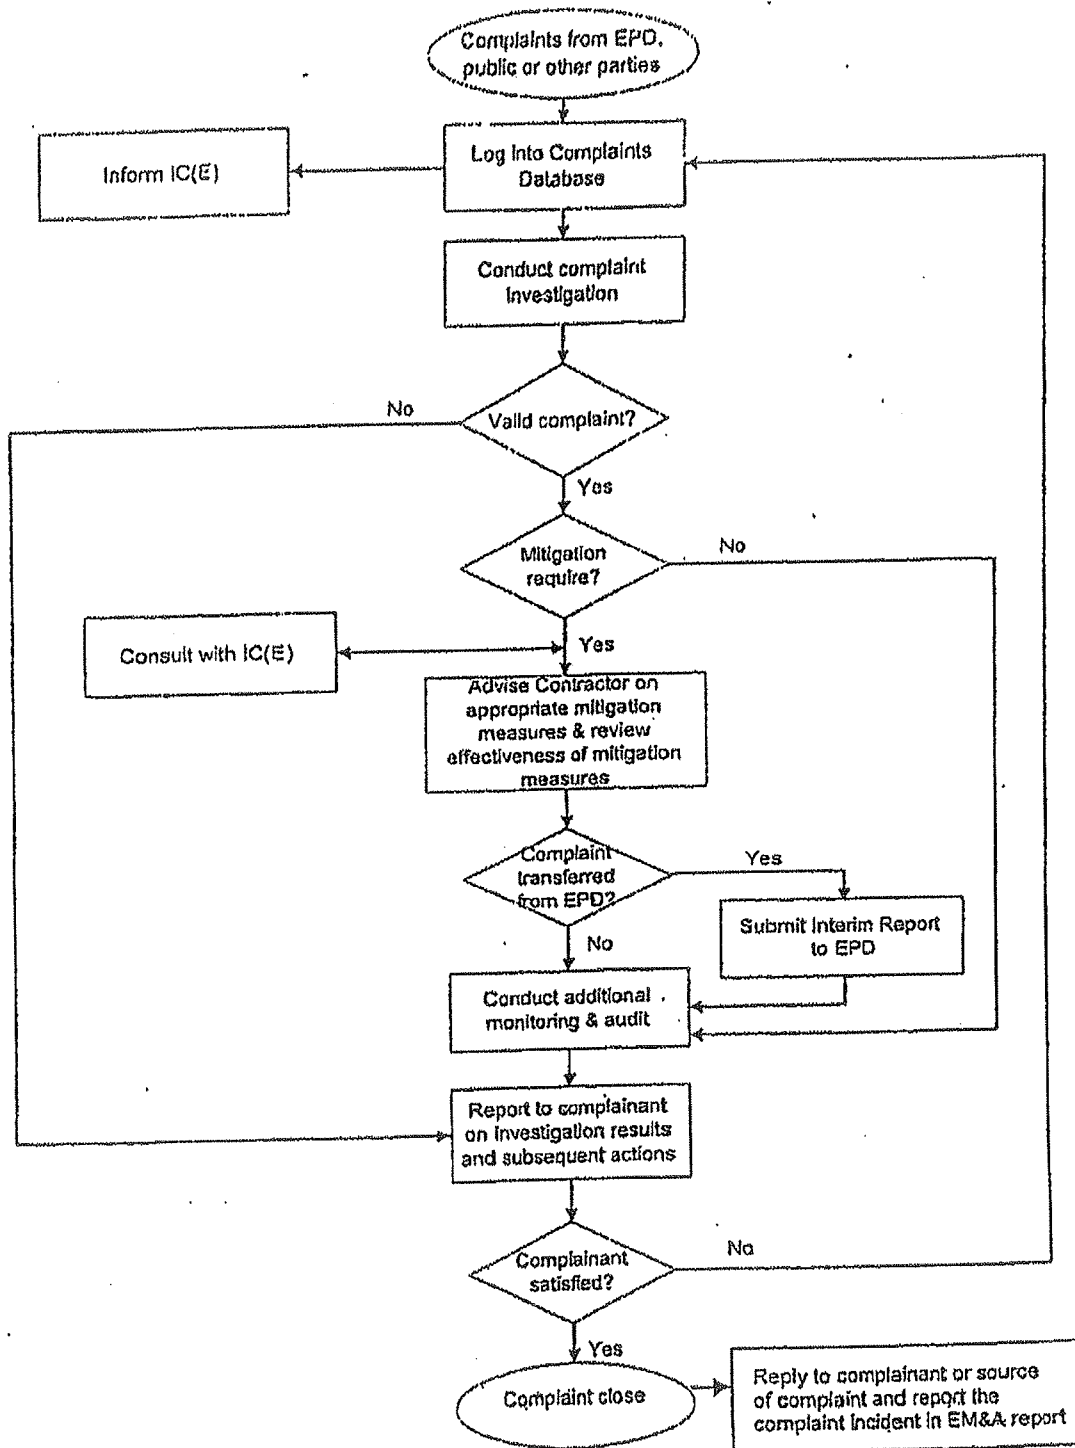 Complaints from EPD,
public or other parties
Log into Complaints
Database
Inform IC(E)
Conduct complaint
investigation
Valid complaint?
No
Yes
Mitigation
require?
No
Yes
Consult with IC(E)
Advise Contractor on
appropriate mitigation
measures & review
effectiveness of mitigation
measures
Complaint
transferred
from EPD?
Yes
Submit Interim Report
to EPD
No
Conduct additional
monitoring & audit
Report to complainant
on investigation results
and subsequent actions
Complainant
satisfied?
No
Yes
Complaint close
Reply to complainant or source
of complaint and report the
complaint incident in EM&A report